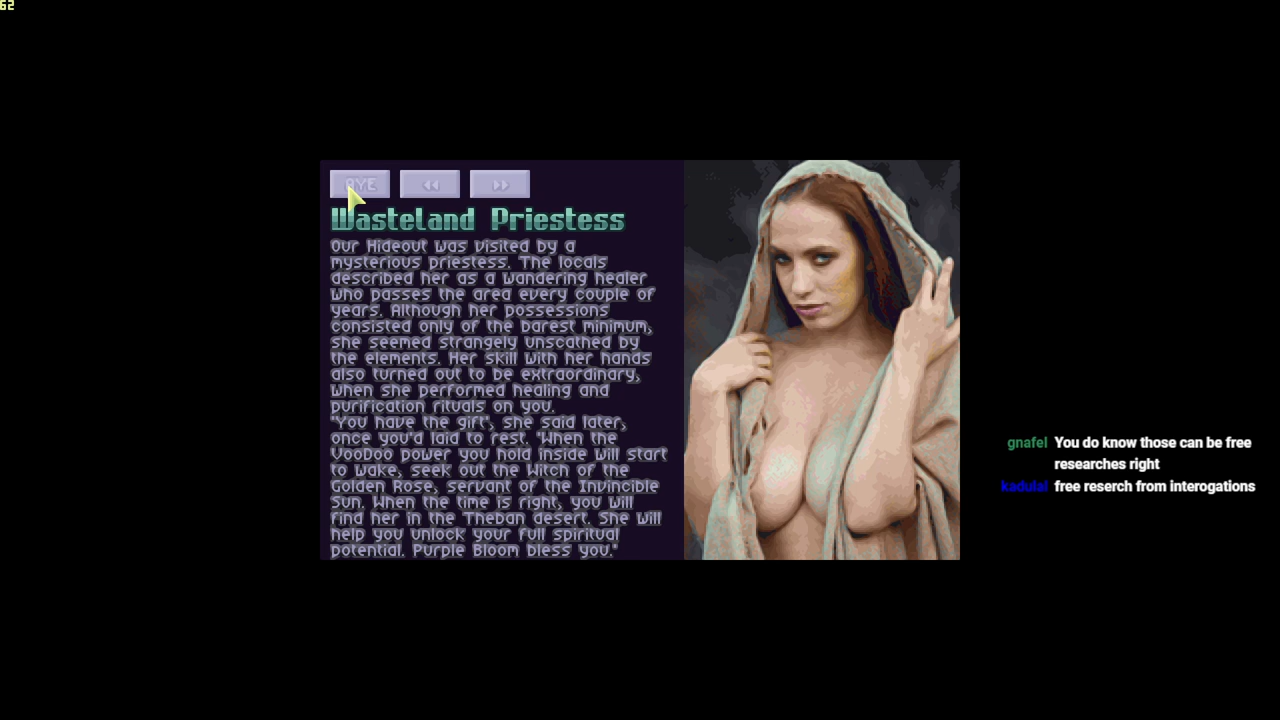 62
AYE
Wasteland Priestess
Our Hideout was visited by a
mysterious priestess. The locals
described her as a wandering healer
who passes the area every couple of
years. Although her possessions
consisted only of the barest minimum,
she seemed strangely unscathed by
the elements. Her skill with her hands
also turned out to be extraordinary,
when she performed healing and
purification rituals on you.
"You have the gift", she said later,
once you'd laid to rest. "When the
VooDoo power you hold inside will start
to wake, seek out the Witch of the
Golden Rose, servant of the Invincible
Sun. When the time is right, you will
find her in the Theban desert. She will
help you unlock your full spiritual
potential. Purple Bloom bless you."
gnafel You do know those can be free
researches right
kadulal free reserch from interogations